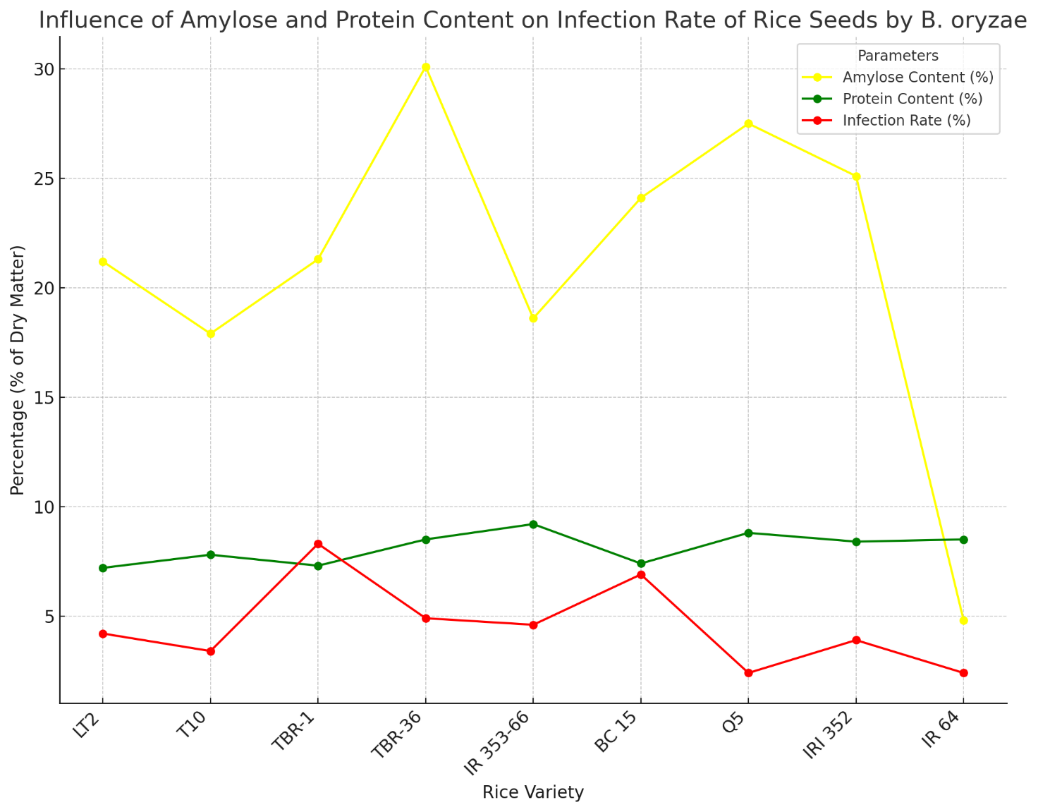 Influence of Amylose and Protein Content on Infection Rate of Rice Seeds by B. oryzae
Parameters
Amylose Content (%)
Protein Content (%)
Infection Rate (%)
Percentage (% of Dry Matter)
30
25
20
15
10
5
LT2
T10
TBR-1
TBR-36
IR 353-66
BC 15
Q5
IRI 352
IR 64
Rice Variety